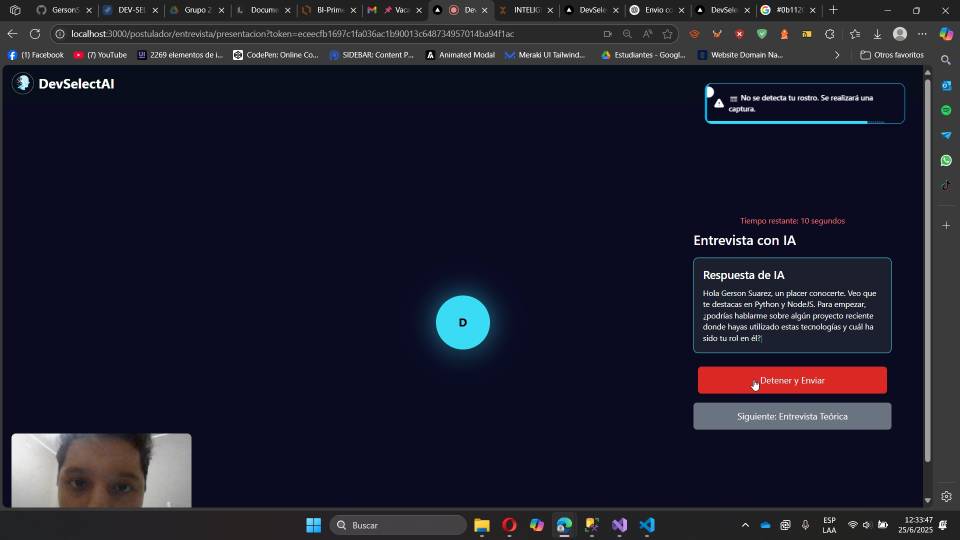 GersonS
DEV-SEL
Grupo 2
Docume
BI-Prime
Vaca
De
INTELIG
DevSele
Envio co
DevSele
#0b112
localhost:3000/postulador/entrevista/presentacion?token=eceecfb1697c1fa036ac1b90013c648734957014ba94f1ac
(1) Facebook
(7) YouTube
2269 elementos de i...
CodePen: Online Co...
SIDEBAR: Content P...
Animated Modal
Meraki UI Tailwind...
Estudiantes - Googl...
Website Domain Na...
Otros favoritos
DevSelectAI
No se detecta tu rostro. Se realizará una
captura.
Tiempo restante: 10 segundos
Entrevista con IA
Respuesta de IA
Hola Gerson Suarez, un placer conocerte. Veo que
te destacas en Python y NodeJS. Para empezar,
¿podrías hablarme sobre algún proyecto reciente
donde hayas utilizado estas tecnologías y cuál ha
sido tu rol en él?
D
Detener y Enviar
Siguiente: Entrevista Teórica
Buscar
ESP
LAA
12:33:47
25/6/2025